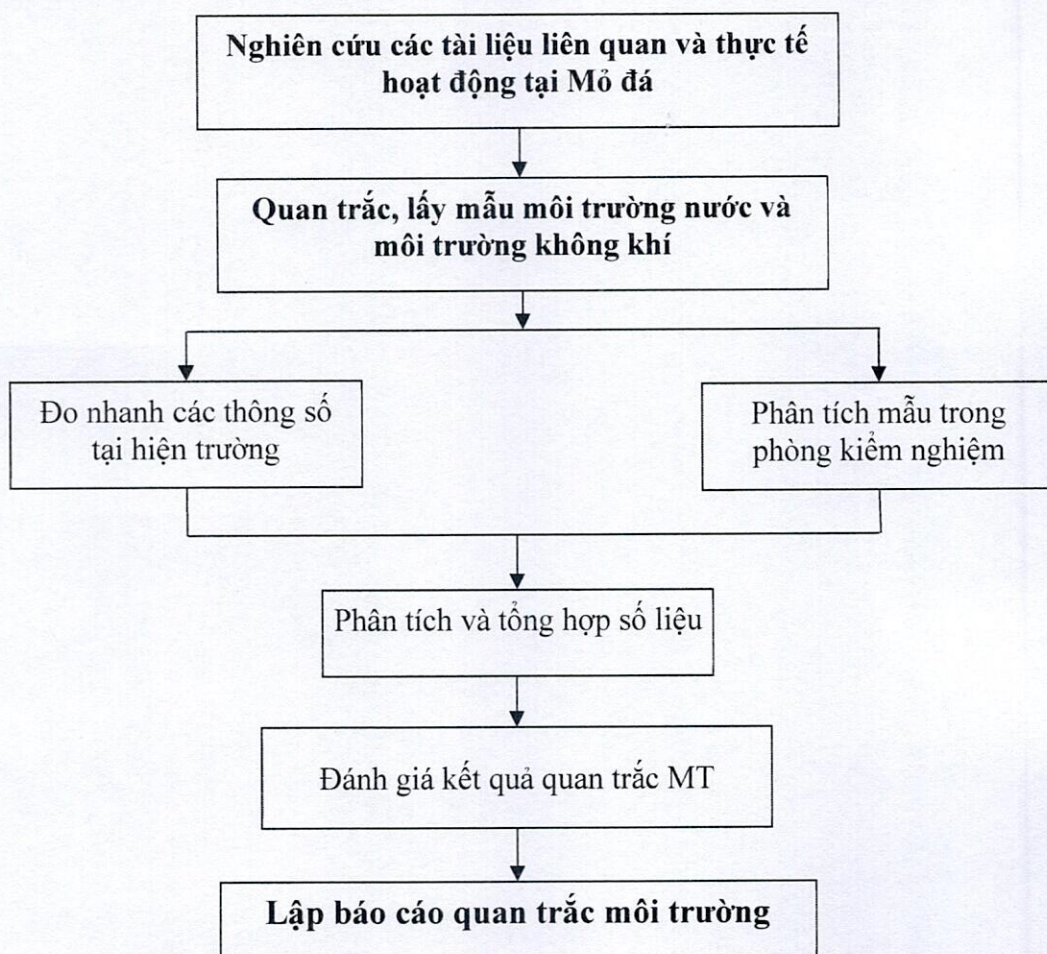 Nghiên cứu các tài liệu liên quan và thực tế
hoạt động tại Mỏ đá
Quan trắc, lấy mẫu môi trường nước và
môi trường không khí
Đo nhanh các thông số
tại hiện trường
Phân tích mẫu trong
phòng kiểm nghiệm
Phân tích và tổng hợp số liệu
Đánh giá kết quả quan trắc MT
Lập báo cáo quan trắc môi trường